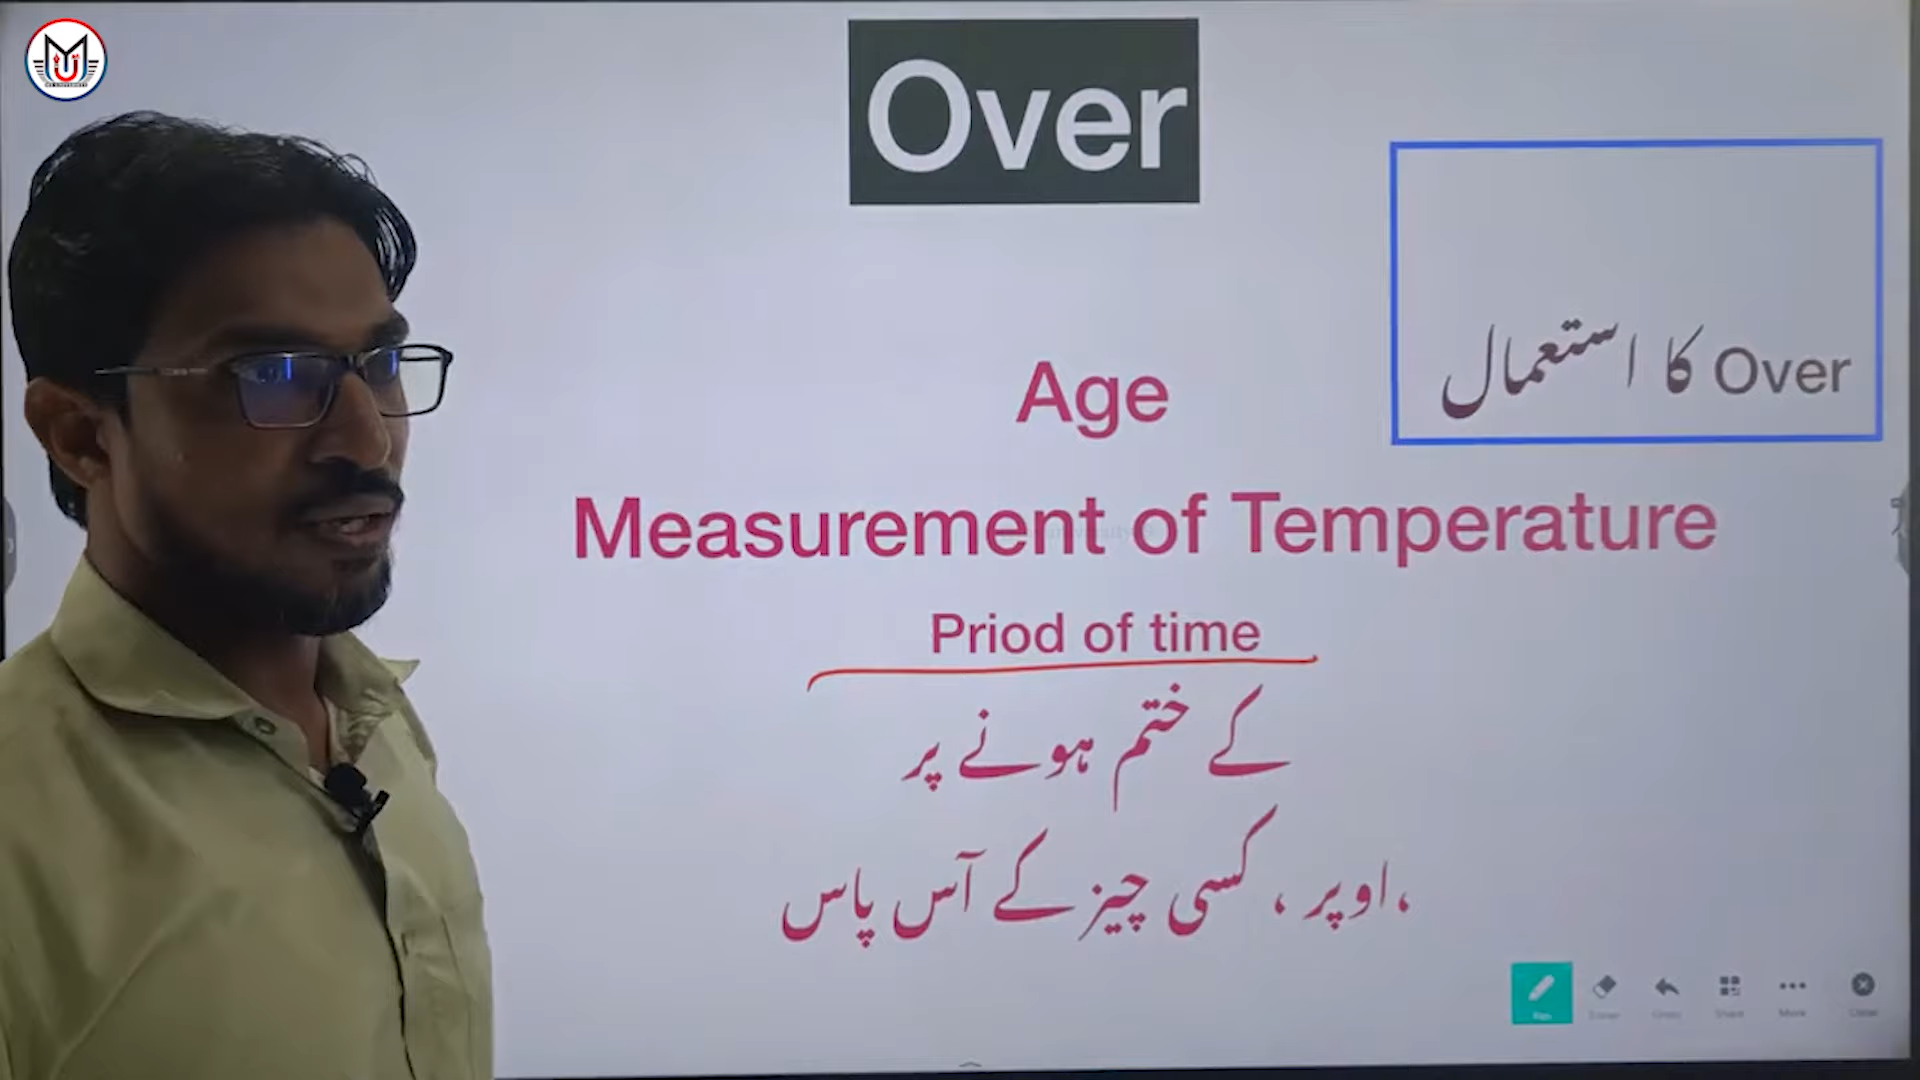 Over
Over کا استعمال
Age
Measurement of Temperature
Priod of time
کے ختم ہونے پر
،اوپر ، کسی چیز کے آس پاس